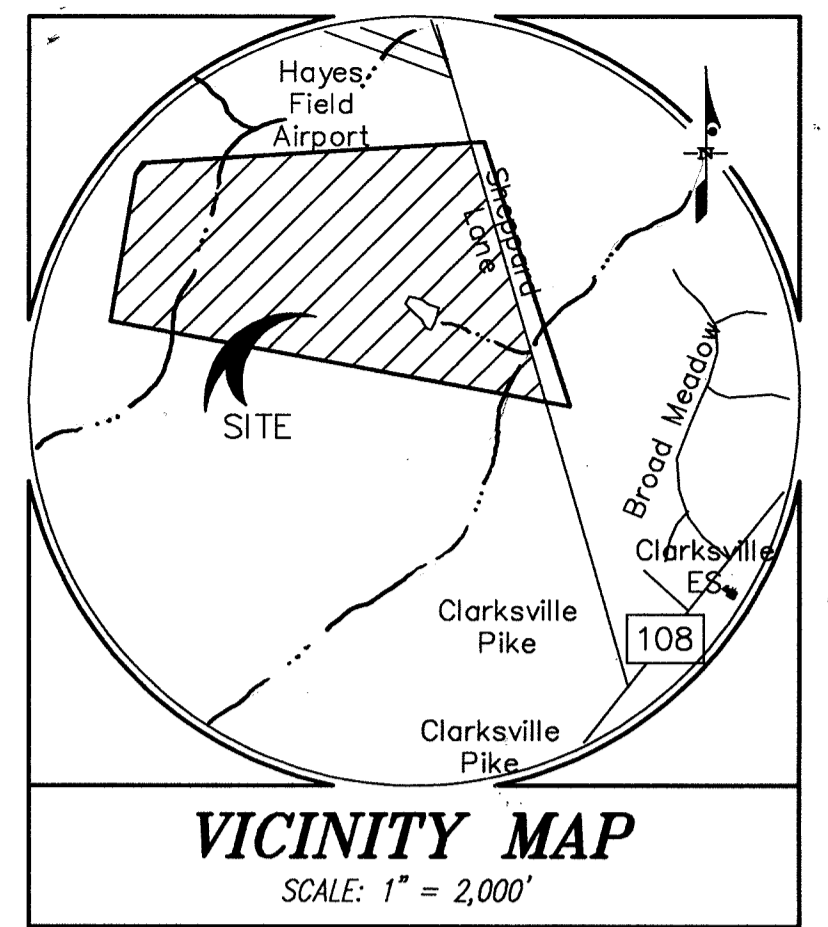 Hayes
Field
Airport
N
Sheppard
Lane
SITE
Broad Meadow
Clarksville
ES
Clarksville
Pike
108
Clarksville
Pike
VICINITY MAP
SCALE: 1" = 2,000'